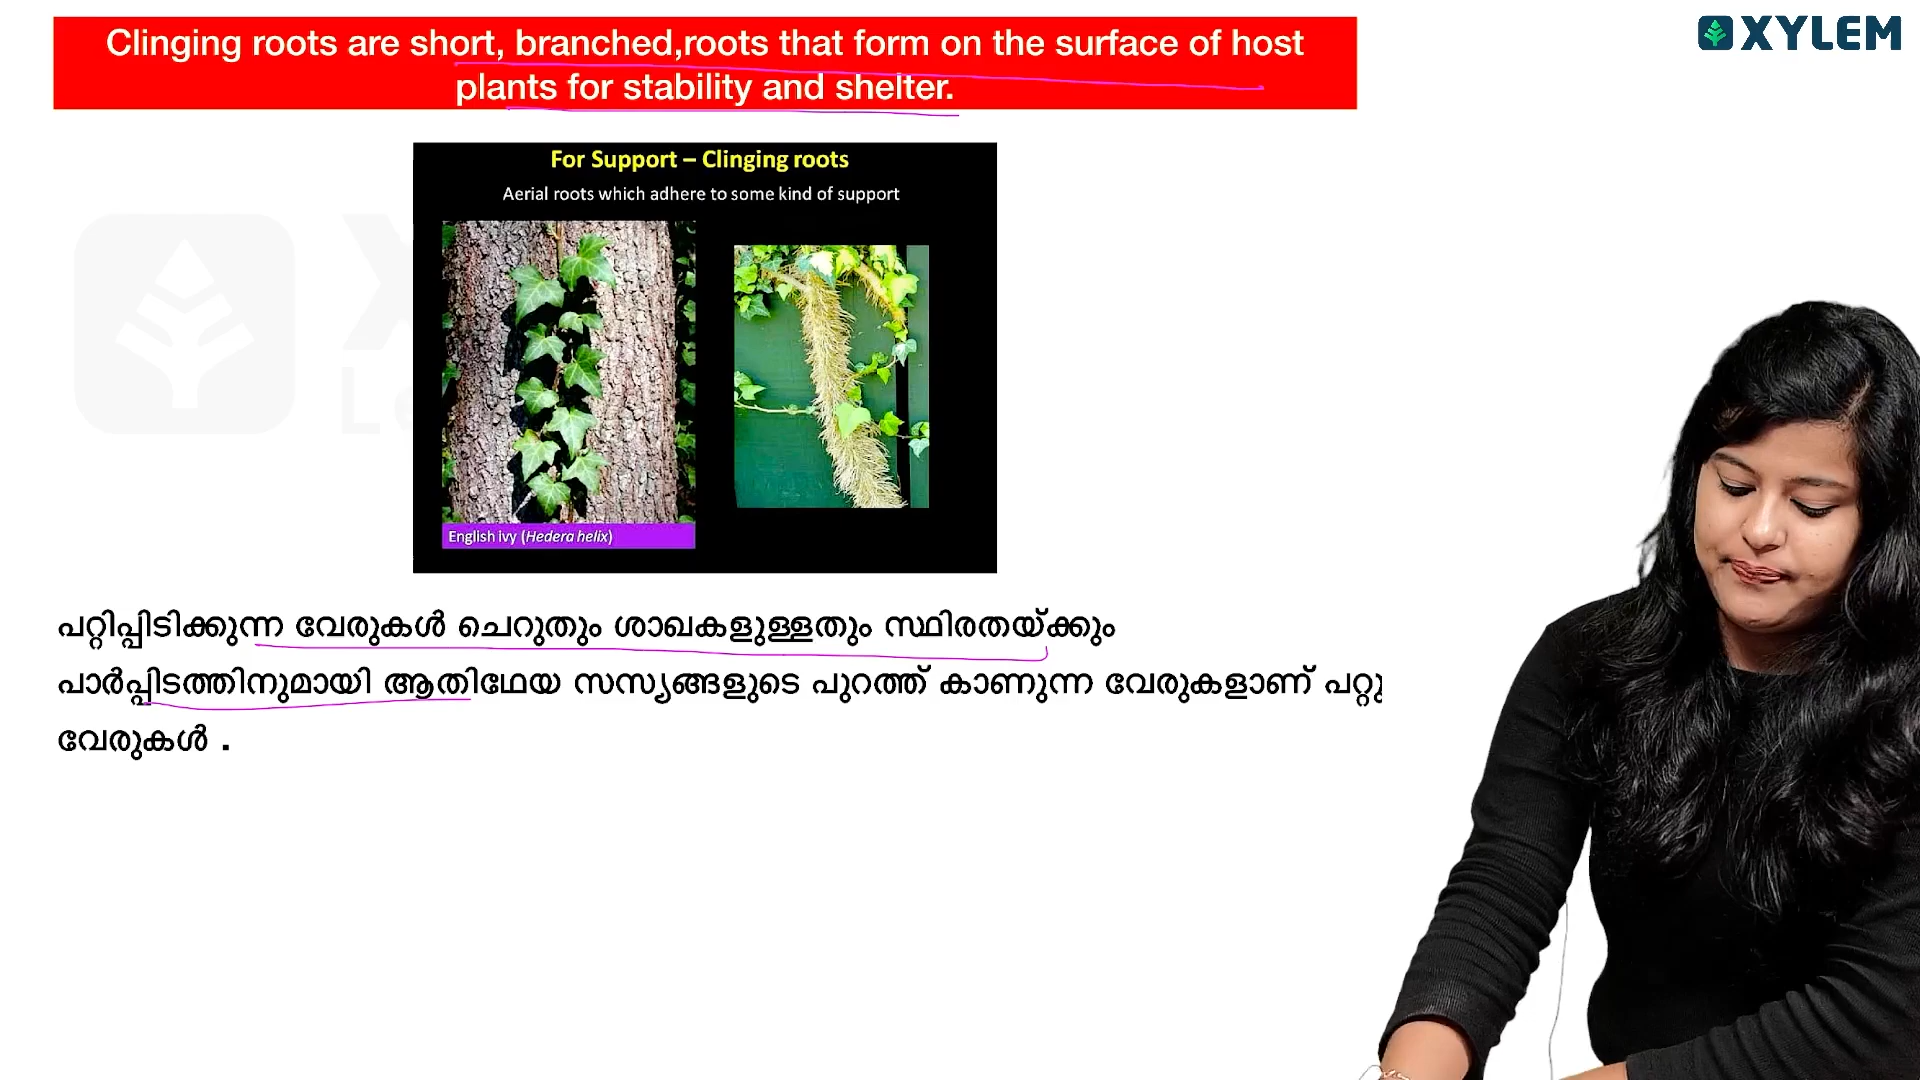 Clinging roots are short, branched,roots that form on the surface of host
plants for stability and shelter.
XYLEM
For Support – Clinging roots
Aerial roots which adhere to some kind of support
English ivy (Hedera helix)
പറ്റിപ്പിടിക്കുന്ന വേരുകൾ ചെറുതും ശാഖകളുള്ളതും സ്ഥിരതയ്ക്കും
പാർപ്പിടത്തിനുമായി ആതിഥേയ സസ്യങ്ങളുടെ പുറത്ത് കാണുന്ന വേരുകളാണ്
വേരുകൾ .